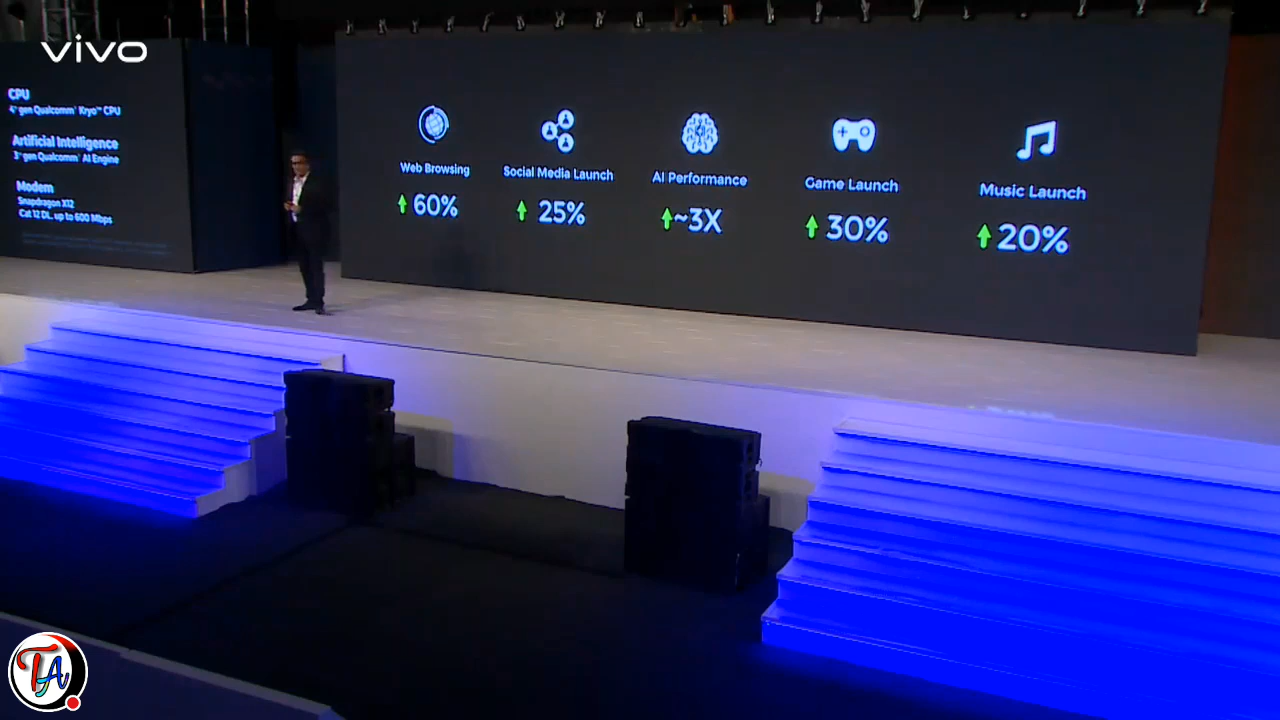 vivo
CPU
4th gen Qualcomm® Kryo™ CPU
Artificial Intelligence
3rd gen Qualcomm® AI Engine
Modem
Snapdragon X12
Cat 12 DL, up to 600 Mbps
Web Browsing
60%
Social Media Launch
25%
AI Performance
~3X
Game Launch
30%
Music Launch
20%
TA